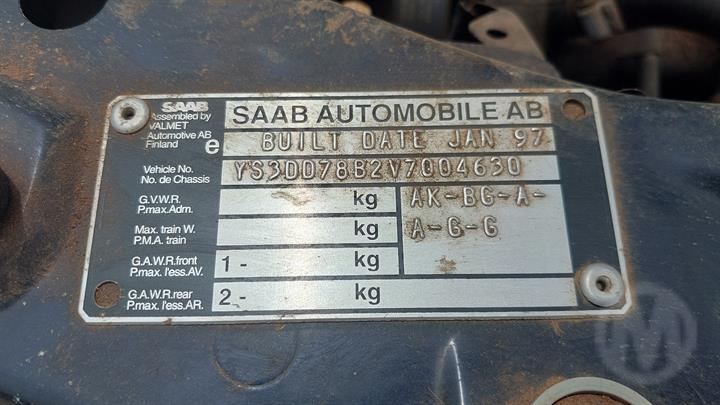 SAAB
Assembled by
VALMET
Automotive AB
Finland
e
SAAB AUTOMOBILE AB
BUILT DATE JAN 97
Vehicle No.
No. de Chassis
YS3DD78B2V7004630
G.V.W.R.
P.max.Adm.
kg
AK-BG-A-
Max. train W.
P.M.A. train
kg
A-G-G
G.A.W.R.front
P.max. l'ess.AV.
1 - kg
G.A.W.R.rear
P.max. l'ess.AR.
2 - kg
M